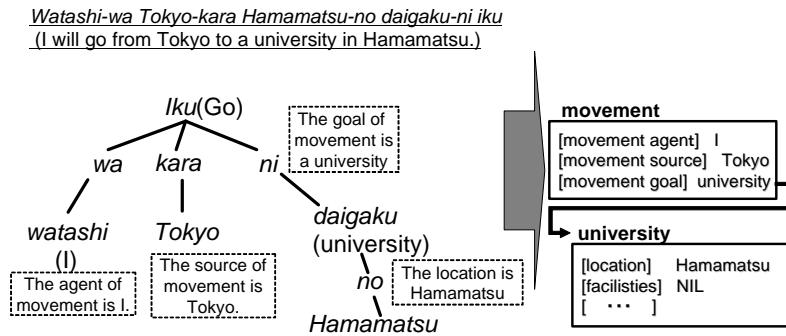 Watashi-wa Tokyo-kara Hamamatsu-no daigaku-ni iku
(I will go from Tokyo to a university in Hamamatsu.)
Iku(Go)
The goal of
movement is
a university
wa
kara
ni
watashi
(I)
The agent of
movement is I.
Tokyo
The source of
movement is
Tokyo.
daigaku
(university)
no
The location is
Hamamatsu
Hamamatsu
movement
[movement agent] I
[movement source] Tokyo
[movement goal] university
university
[location] Hamamatsu
[facilisties] NIL
[ ··· ]